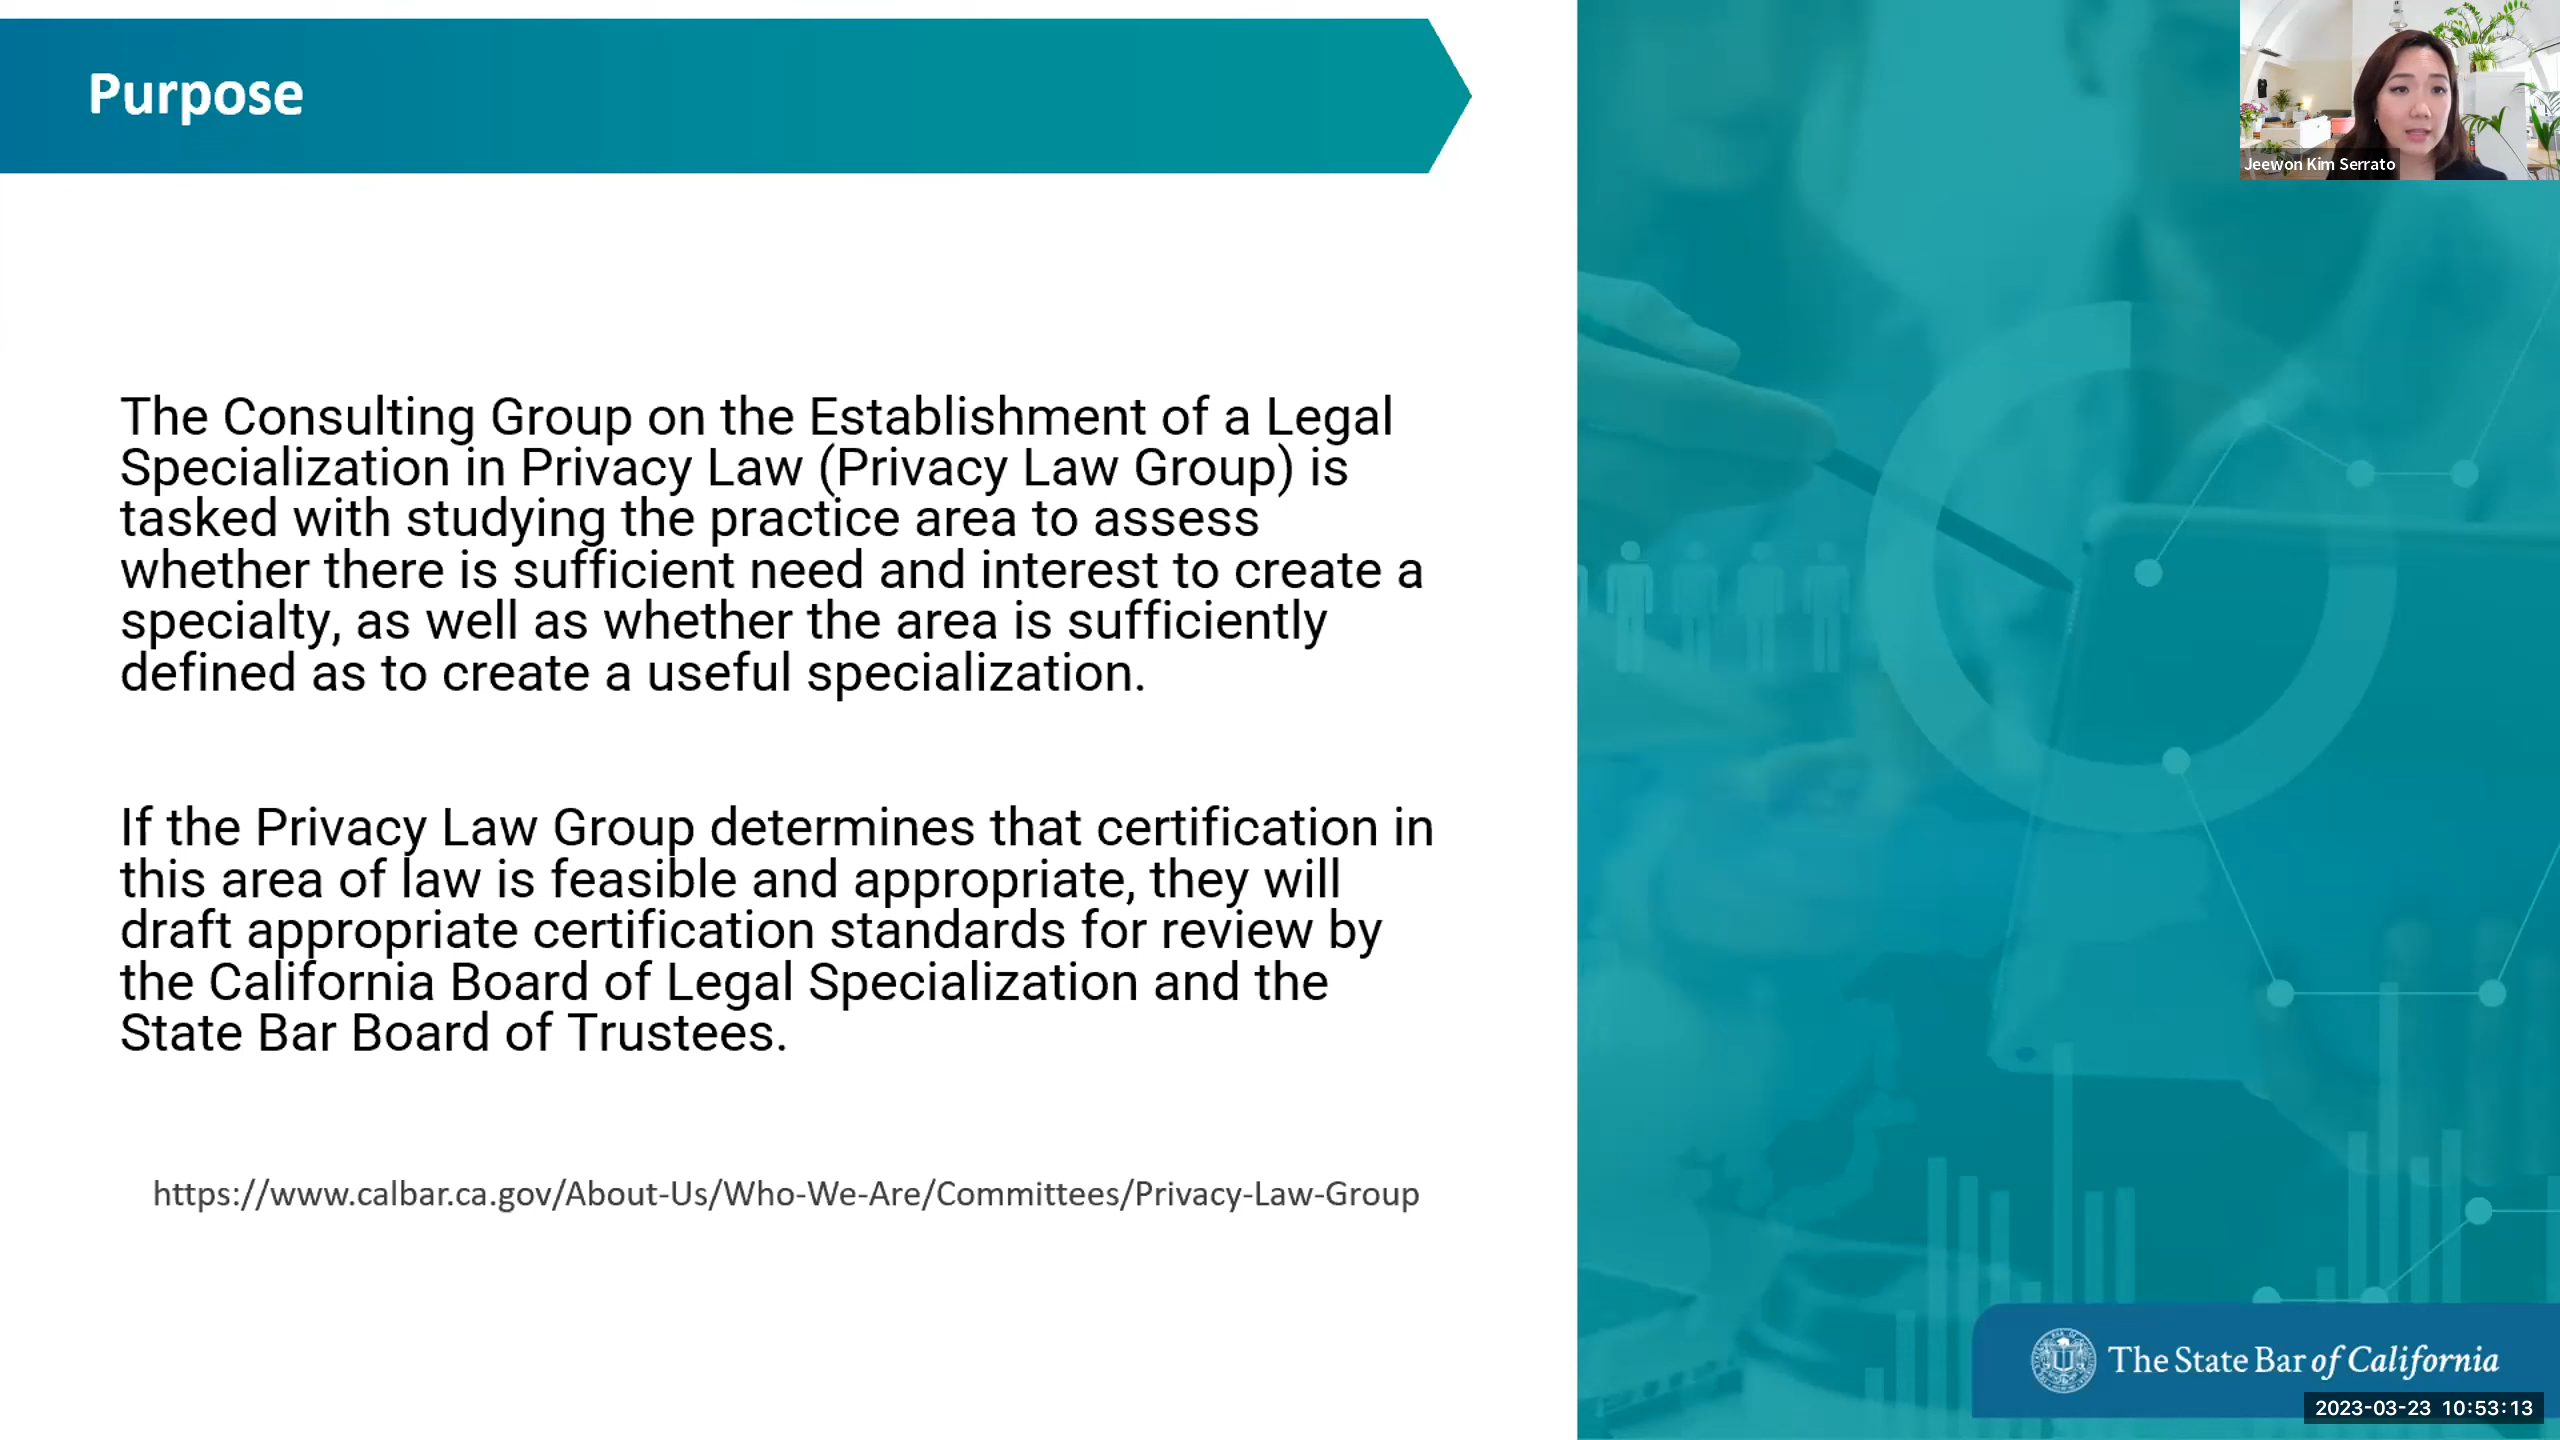 Purpose
Jeewon Kim Serrato
The Consulting Group on the Establishment of a Legal
Specialization in Privacy Law (Privacy Law Group) is
tasked with studying the practice area to assess
whether there is sufficient need and interest to create a
specialty, as well as whether the area is sufficiently
defined as to create a useful specialization.
If the Privacy Law Group determines that certification in
this area of law is feasible and appropriate, they will
draft appropriate certification standards for review by
the California Board of Legal Specialization and the
State Bar Board of Trustees.
https://www.calbar.ca.gov/About-Us/Who-We-Are/Committees/Privacy-Law-Group
The State Bar of California
2023-03-23 10:53:13